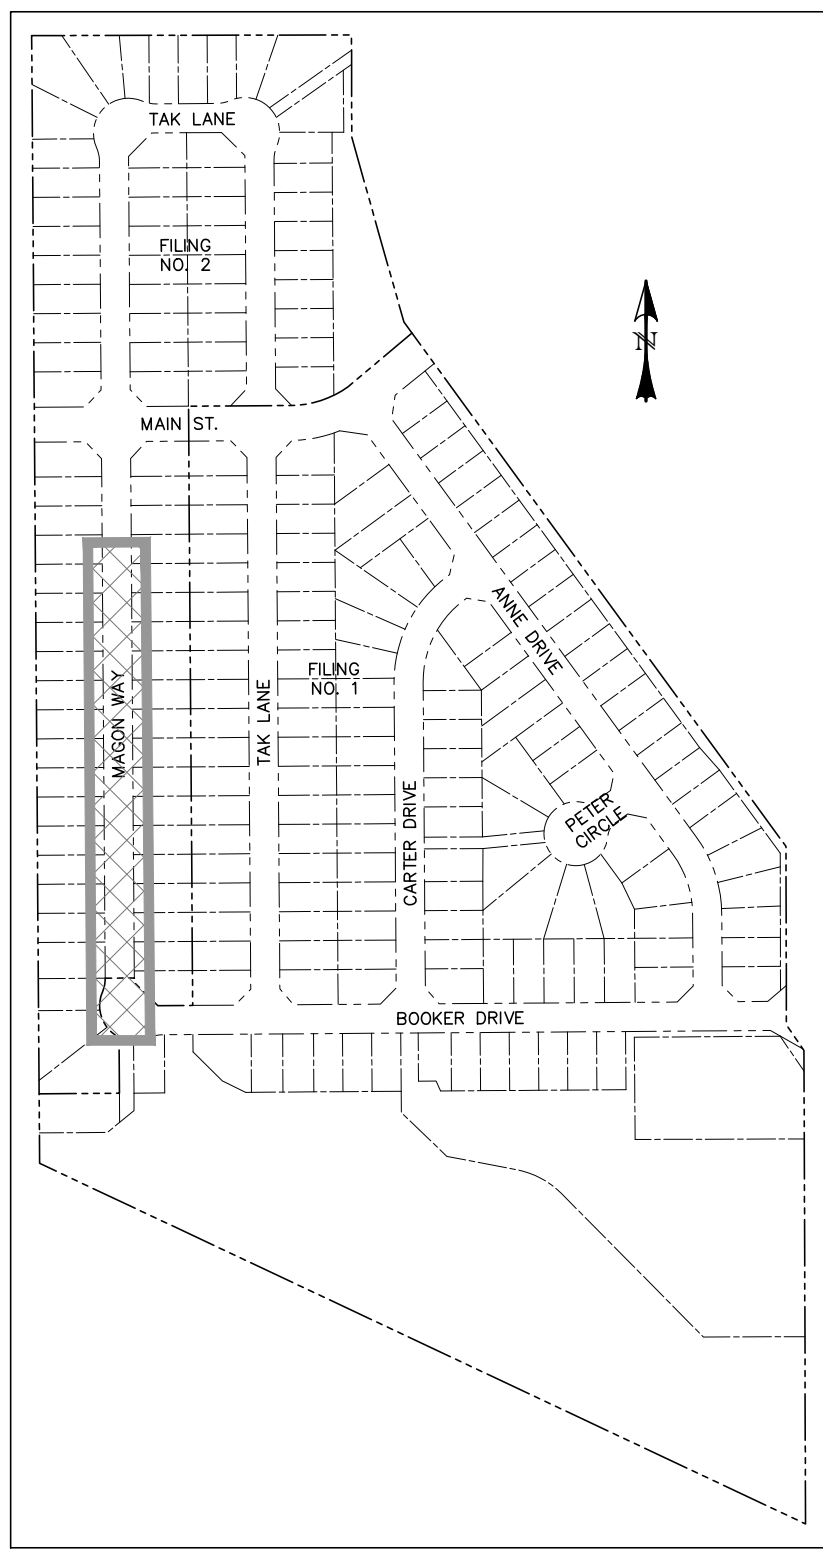 TAK LANE
FILING
NO. 2
N
MAIN ST.
ANNE DRIVE
FILING
NO. 1
MAGON WAY
TAK LANE
CARTER DRIVE
PETER
CIRCLE
BOOKER DRIVE